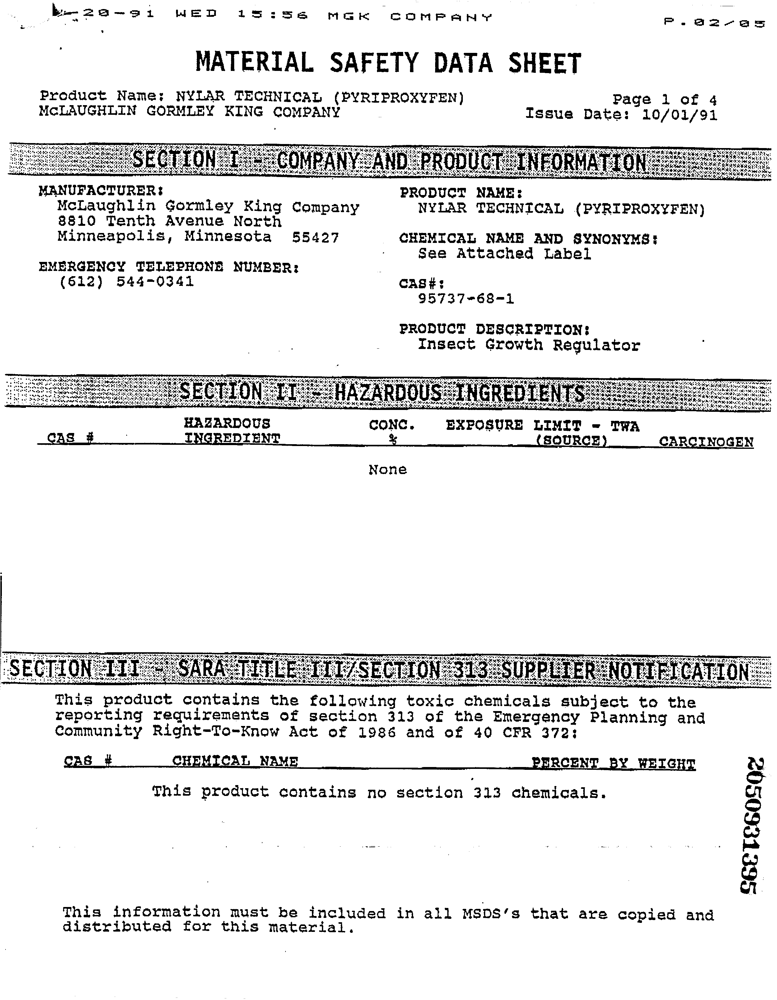 -20-91 WED 15:56 MGK COMPANY P.02/05
MATERIAL SAFETY DATA SHEET
Product Name: NYLAR TECHNICAL (PYRIPROXYFEN) Page 1 of 4
McLAUGHLIN GORMLEY KING COMPANY Issue Date: 10/01/91
SECTION I - COMPANY AND PRODUCT INFORMATION
MANUFACTURER:
McLaughlin Gormley King Company
8810 Tenth Avenue North
Minneapolis, Minnesota 55427
EMERGENCY TELEPHONE NUMBER:
(612) 544-0341
PRODUCT NAME:
NYLAR TECHNICAL (PYRIPROXYFEN)
CHEMICAL NAME AND SYNONYMS:
See Attached Label
CAS#:
95737-68-1
PRODUCT DESCRIPTION:
Insect Growth Regulator
SECTION II - HAZARDOUS INGREDIENTS
HAZARDOUS CONC. EXPOSURE LIMIT - TWA
CAS # INGREDIENT % (SOURCE) CARCINOGEN
None
SECTION III - SARA TITLE III/SECTION 313 SUPPLIER NOTIFICATION
This product contains the following toxic chemicals subject to the
reporting requirements of section 313 of the Emergency Planning and
Community Right-To-Know Act of 1986 and of 40 CFR 372:
CAS # CHEMICAL NAME PERCENT BY WEIGHT
This product contains no section 313 chemicals.
2050931395
This information must be included in all MSDS's that are copied and
distributed for this material.